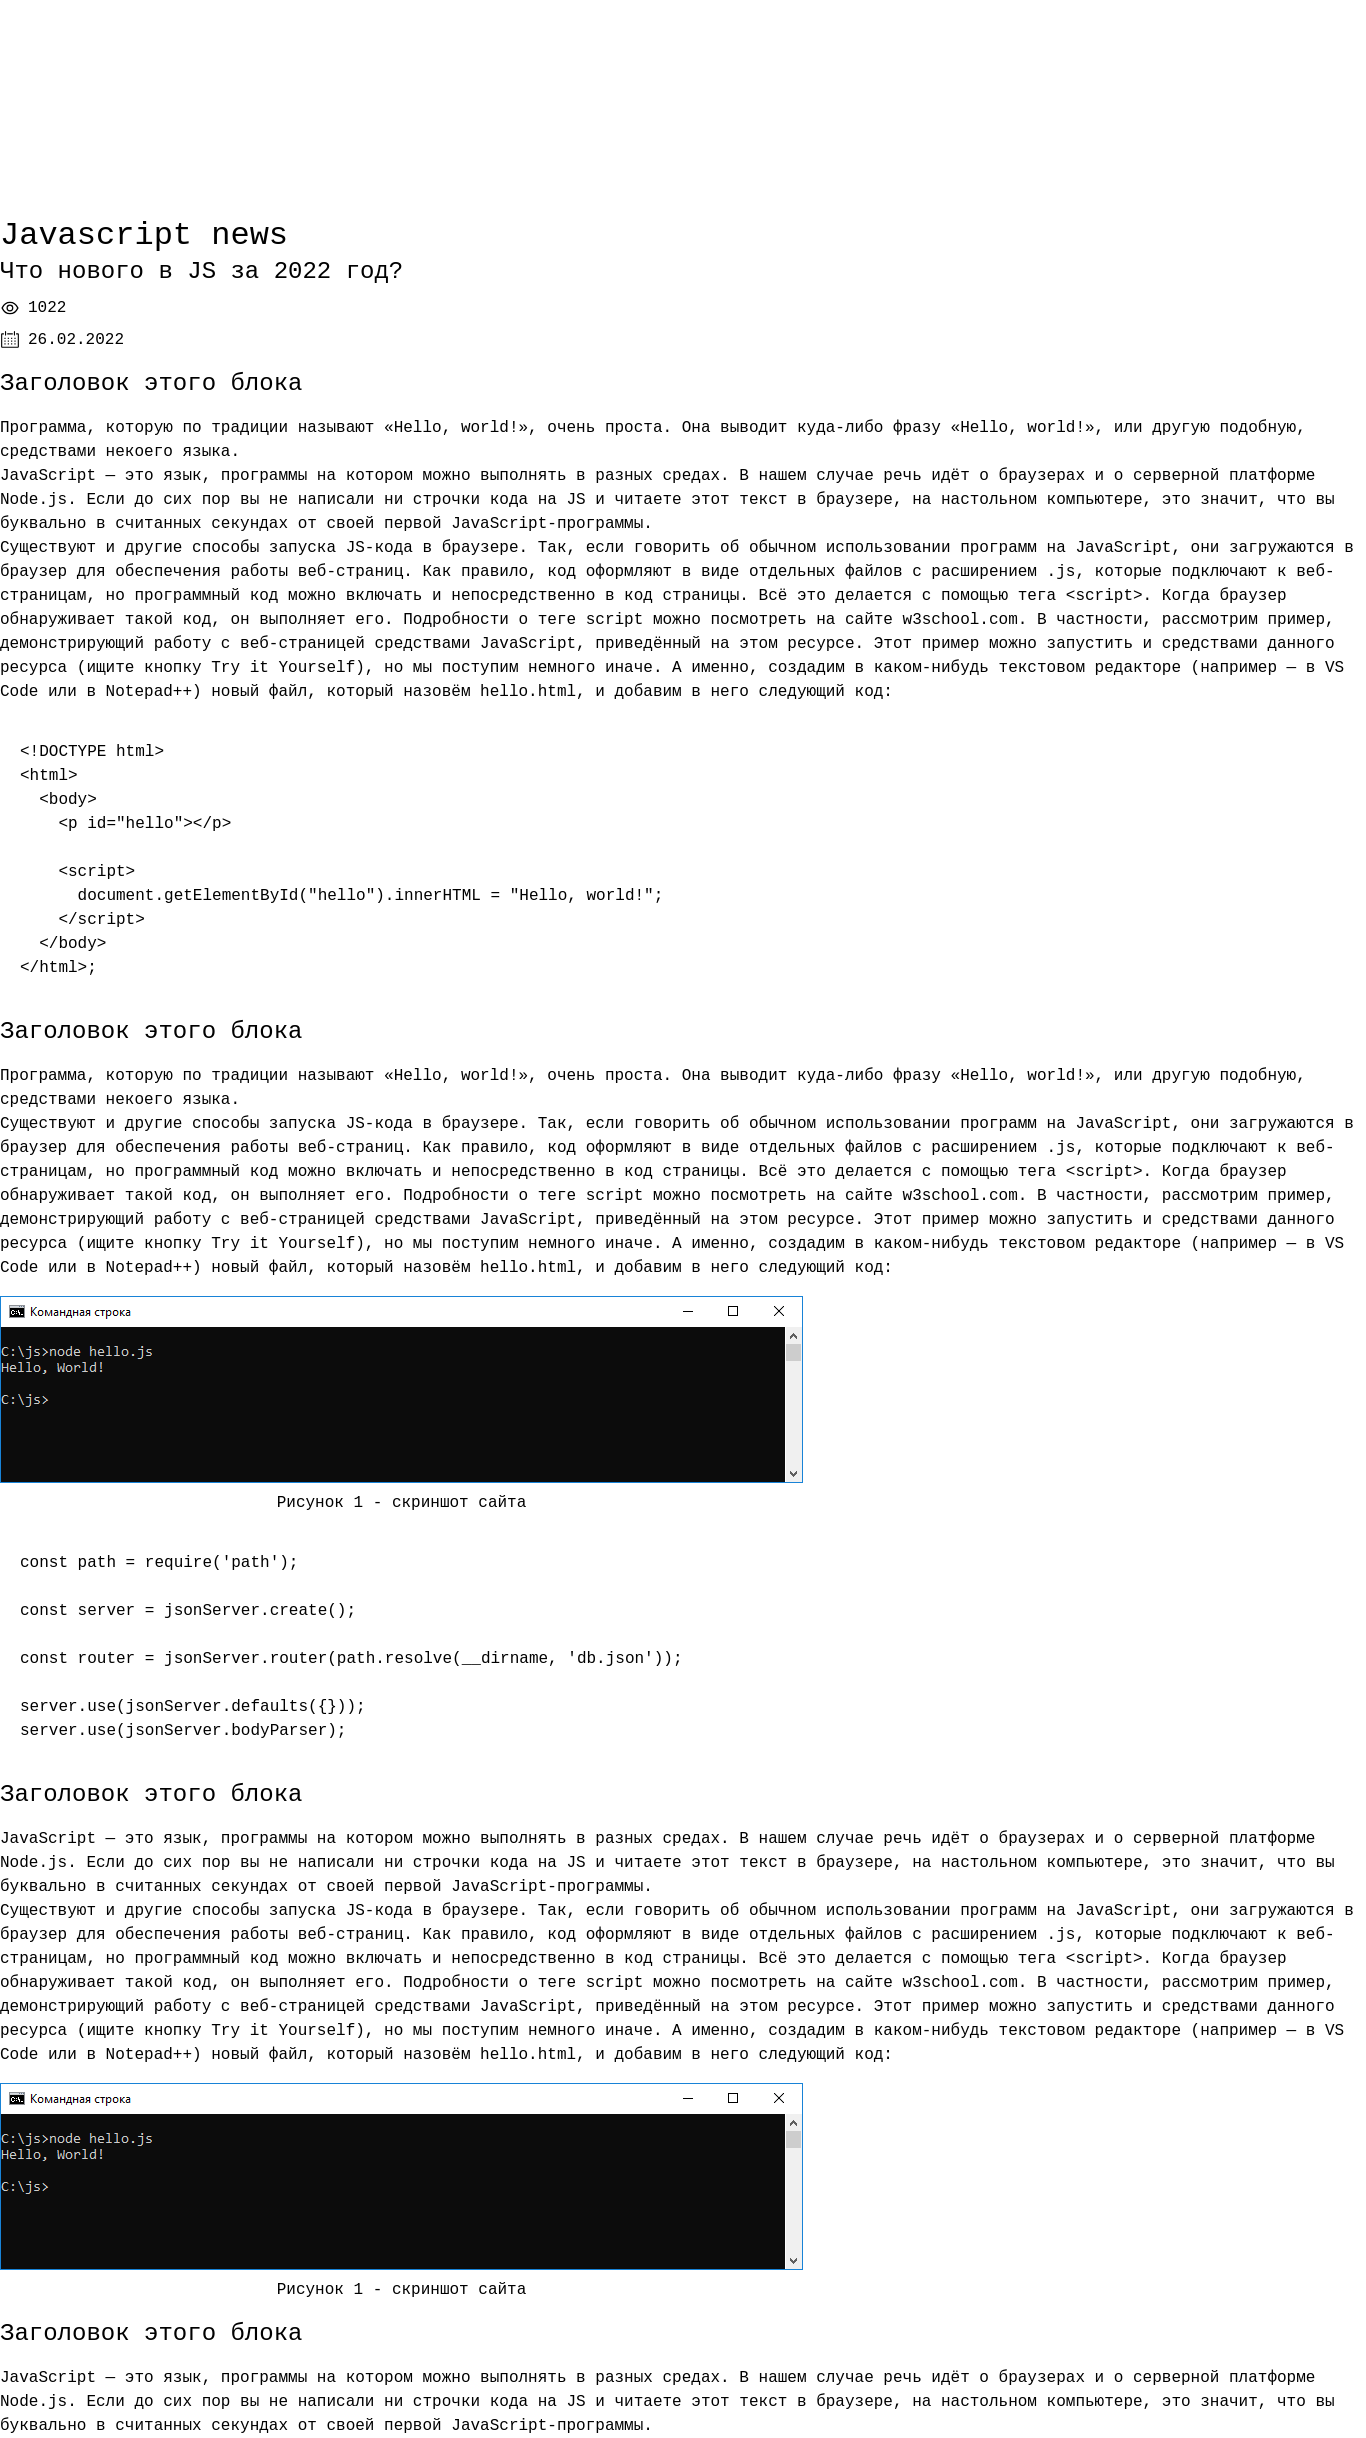 Javascript news
Что нового в JS за 2022 год?
1022
26.02.2022
Заголовок этого блока
Программа, которую по традиции называют «Hello, world!», очень проста. Она выводит куда-либо фразу «Hello, world!», или другую подобную,
средствами некоего языка.
JavaScript — это язык, программы на котором можно выполнять в разных средах. В нашем случае речь идёт о браузерах и о серверной платформе
Node.js. Если до сих пор вы не написали ни строчки кода на JS и читаете этот текст в браузере, на настольном компьютере, это значит, что вы
буквально в считанных секундах от своей первой JavaScript-программы.
Существуют и другие способы запуска JS-кода в браузере. Так, если говорить об обычном использовании программ на JavaScript, они загружаются в
браузер для обеспечения работы веб-страниц. Как правило, код оформляют в виде отдельных файлов с расширением .js, которые подключают к веб-
страницам, но программный код можно включать и непосредственно в код страницы. Всё это делается с помощью тега <script>. Когда браузер
обнаруживает такой код, он выполняет его. Подробности о теге script можно посмотреть на сайте w3school.com. В частности, рассмотрим пример,
демонстрирующий работу с веб-страницей средствами JavaScript, приведённый на этом ресурсе. Этот пример можно запустить и средствами данного
ресурса (ищите кнопку Try it Yourself), но мы поступим немного иначе. А именно, создадим в каком-нибудь текстовом редакторе (например — в VS
Code или в Notepad++) новый файл, который назовём hello.html, и добавим в него следующий код:
<!DOCTYPE html>
<html>
  <body>
    <p id="hello"></p>
    <script>
      document.getElementById("hello").innerHTML = "Hello, world!";
    </script>
  </body>
</html>;
Заголовок этого блока
Программа, которую по традиции называют «Hello, world!», очень проста. Она выводит куда-либо фразу «Hello, world!», или другую подобную,
средствами некоего языка.
Существуют и другие способы запуска JS-кода в браузере. Так, если говорить об обычном использовании программ на JavaScript, они загружаются в
браузер для обеспечения работы веб-страниц. Как правило, код оформляют в виде отдельных файлов с расширением .js, которые подключают к веб-
страницам, но программный код можно включать и непосредственно в код страницы. Всё это делается с помощью тега <script>. Когда браузер
обнаруживает такой код, он выполняет его. Подробности о теге script можно посмотреть на сайте w3school.com. В частности, рассмотрим пример,
демонстрирующий работу с веб-страницей средствами JavaScript, приведённый на этом ресурсе. Этот пример можно запустить и средствами данного
ресурса (ищите кнопку Try it Yourself), но мы поступим немного иначе. А именно, создадим в каком-нибудь текстовом редакторе (например — в VS
Code или в Notepad++) новый файл, который назовём hello.html, и добавим в него следующий код:
Командная строка
C:\js>node hello.js
Hello, World!
C:\js>
Рисунок 1 - скриншот сайта
const path = require('path');
const server = jsonServer.create();
const router = jsonServer.router(path.resolve(__dirname, 'db.json'));
server.use(jsonServer.defaults({}));
server.use(jsonServer.bodyParser);
Заголовок этого блока
JavaScript — это язык, программы на котором можно выполнять в разных средах. В нашем случае речь идёт о браузерах и о серверной платформе
Node.js. Если до сих пор вы не написали ни строчки кода на JS и читаете этот текст в браузере, на настольном компьютере, это значит, что вы
буквально в считанных секундах от своей первой JavaScript-программы.
Существуют и другие способы запуска JS-кода в браузере. Так, если говорить об обычном использовании программ на JavaScript, они загружаются в
браузер для обеспечения работы веб-страниц. Как правило, код оформляют в виде отдельных файлов с расширением .js, которые подключают к веб-
страницам, но программный код можно включать и непосредственно в код страницы. Всё это делается с помощью тега <script>. Когда браузер
обнаруживает такой код, он выполняет его. Подробности о теге script можно посмотреть на сайте w3school.com. В частности, рассмотрим пример,
демонстрирующий работу с веб-страницей средствами JavaScript, приведённый на этом ресурсе. Этот пример можно запустить и средствами данного
ресурса (ищите кнопку Try it Yourself), но мы поступим немного иначе. А именно, создадим в каком-нибудь текстовом редакторе (например — в VS
Code или в Notepad++) новый файл, который назовём hello.html, и добавим в него следующий код:
Командная строка
C:\js>node hello.js
Hello, World!
C:\js>
Рисунок 1 - скриншот сайта
Заголовок этого блока
JavaScript — это язык, программы на котором можно выполнять в разных средах. В нашем случае речь идёт о браузерах и о серверной платформе
Node.js. Если до сих пор вы не написали ни строчки кода на JS и читаете этот текст в браузере, на настольном компьютере, это значит, что вы
буквально в считанных секундах от своей первой JavaScript-программы.